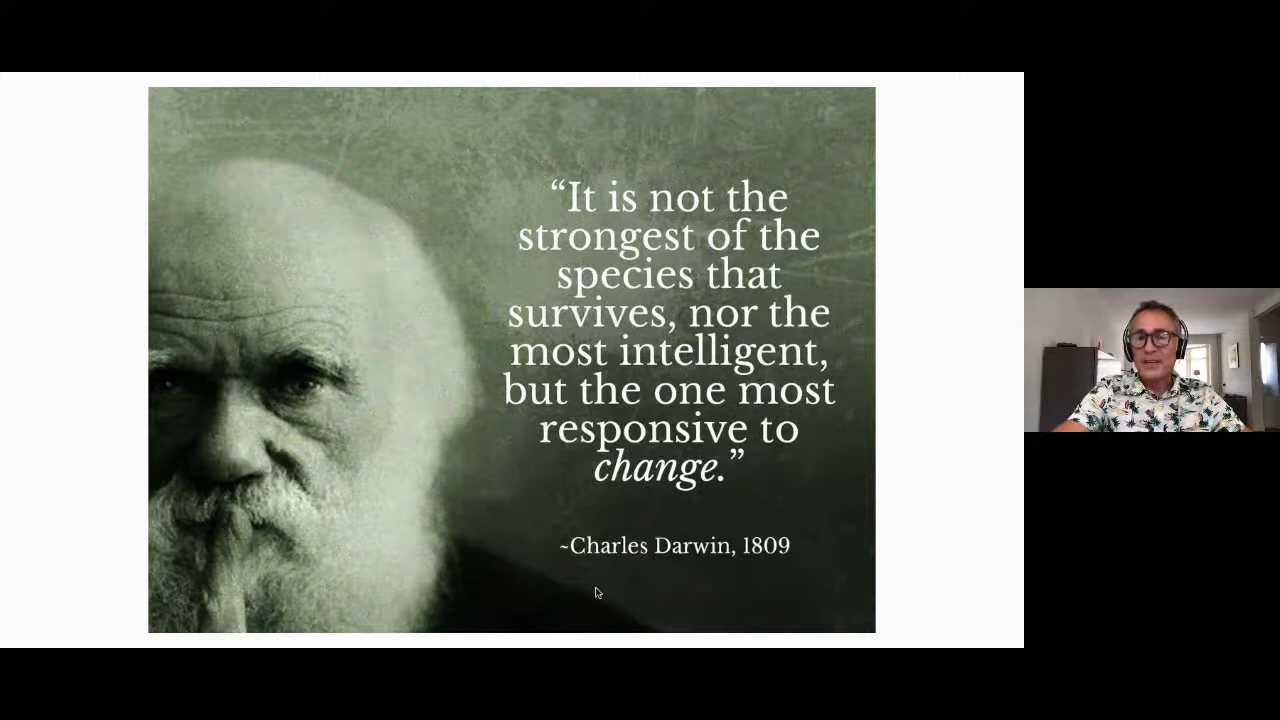 “It is not the
strongest of the
species that
survives, nor the
most intelligent,
but the one most
responsive to
change.”
~Charles Darwin, 1809